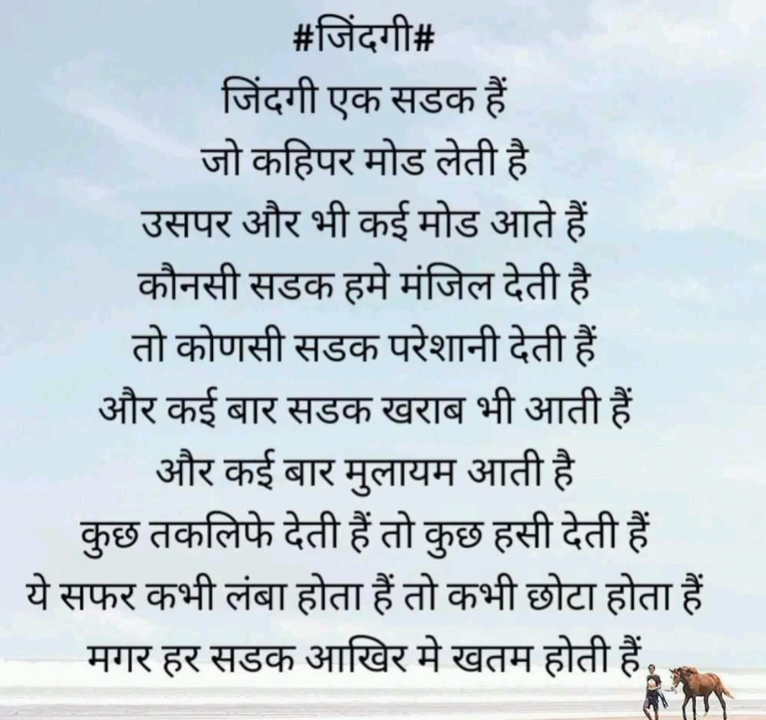 #जिंदगी#
जिंदगी एक सडक हैं
जो कहिपर मोड लेती है
उसपर और भी कई मोड आते हैं
कौनसी सडक हमे मंजिल देती है
तो कोणसी सडक परेशानी देती हैं
और कई बार सडक खराब भी आती हैं
और कई बार मुलायम आती है
कुछ तकलिफे देती हैं तो कुछ हसी देती हैं
ये सफर कभी लंबा होता हैं तो कभी छोटा होता हैं
मगर हर सडक आखिर मे खतम होती हैं